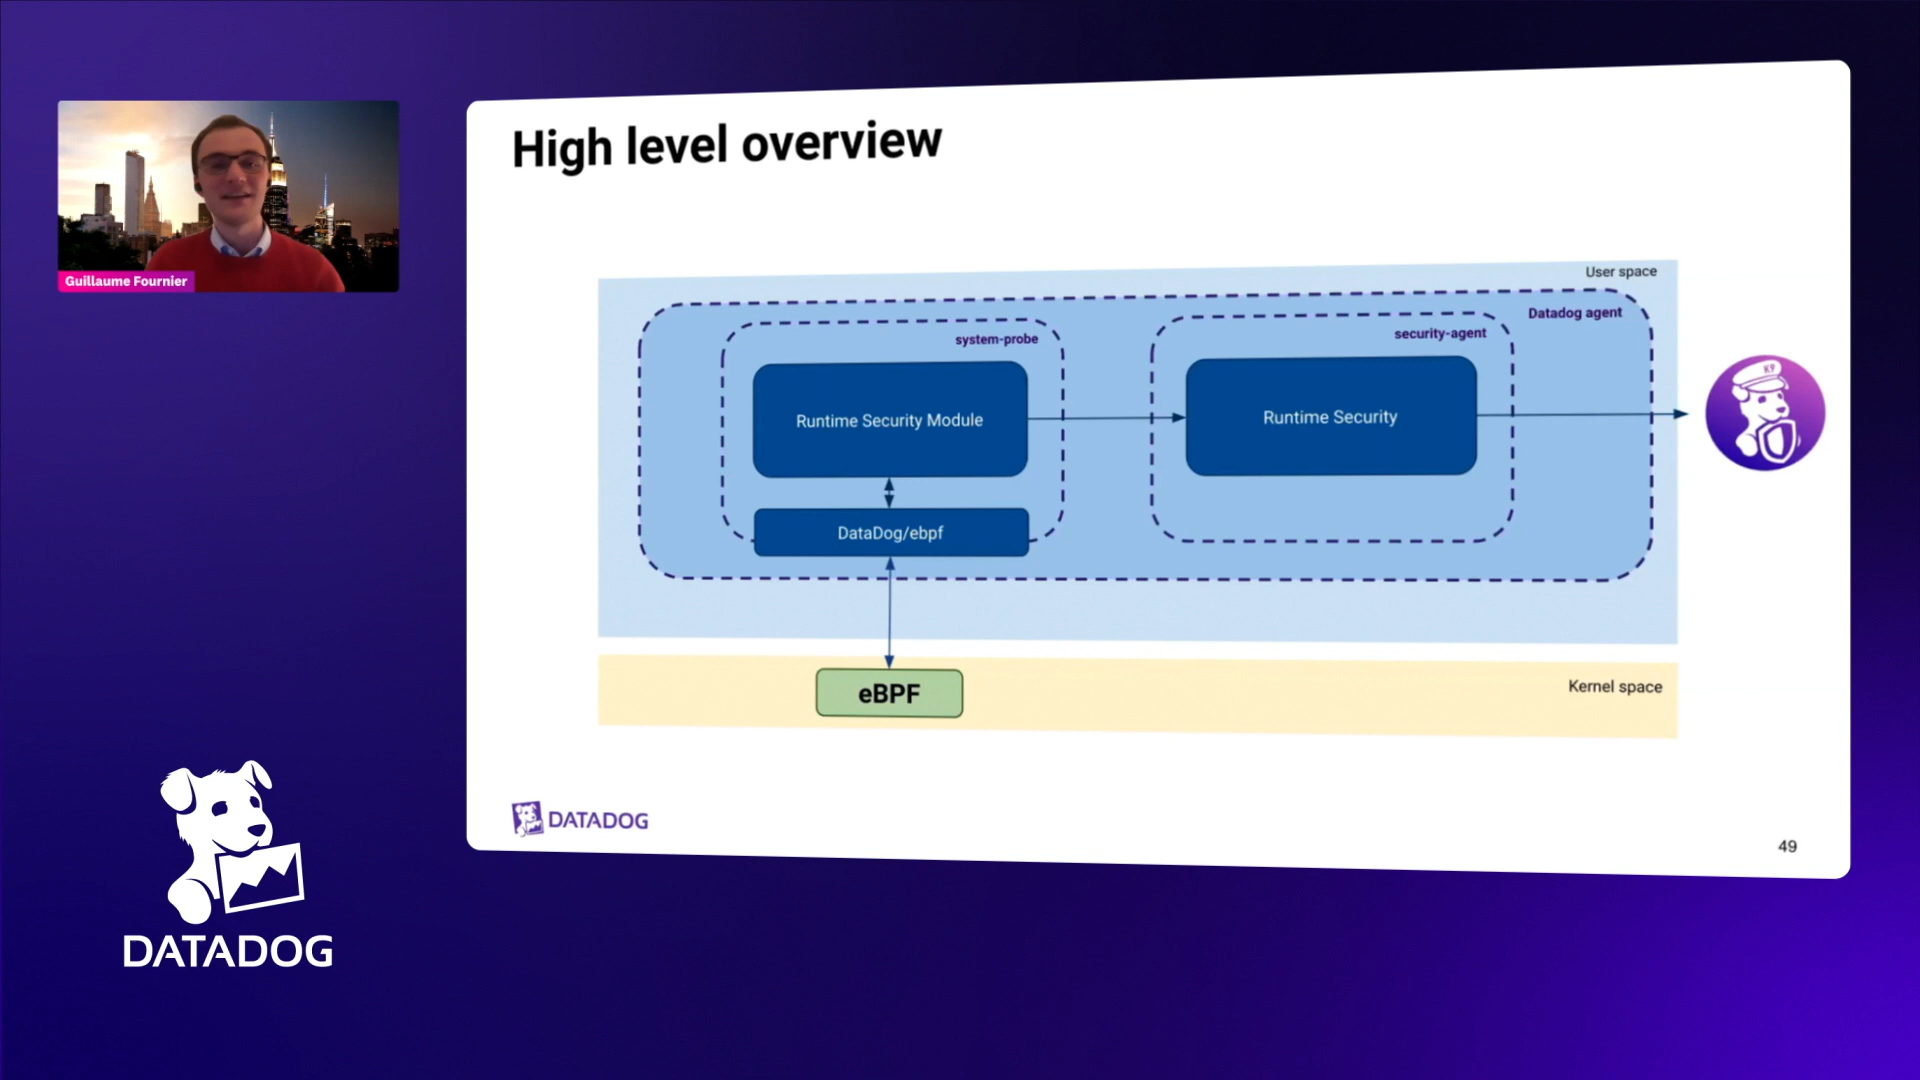 High level overview
User space
Datadog agent
system-probe
security-agent
K9
Runtime Security Module
Runtime Security
DataDog/ebpf
eBPF
Kernel space
DATADOG
49
Guillaume Fournier
DATADOG